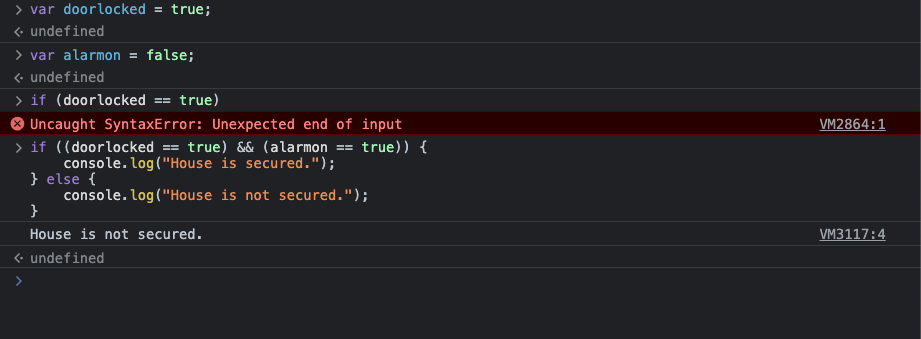 > var doorlocked = true;
<· undefined
> var alarmon = false;
<· undefined
> if (doorlocked == true)
Uncaught SyntaxError: Unexpected end of input VM2864:1
> if ((doorlocked == true) && (alarmon == true)) {
    console.log("House is secured.");
} else {
    console.log("House is not secured.");
}
House is not secured. VM3117:4
<· undefined
>